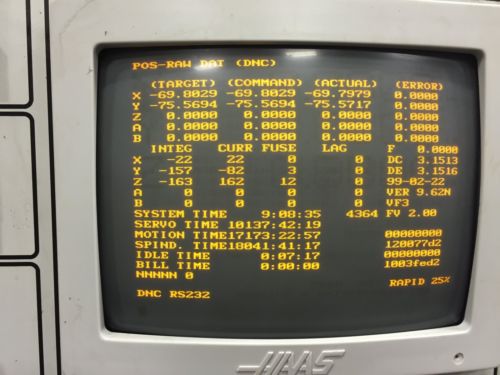 POS-RAW DAT (DNC)
(TARGET) (COMMAND) (ACTUAL) (ERROR)
X -69.8029 -69.8029 -69.7979 0.0000
Y -75.5694 -75.5694 -75.5717 0.0000
Z 0.0000 0.0000 0.0000 0.0000
A 0.0000 0.0000 0.0000 0.0000
B 0.0000 0.0000 0.0000 0.0000
INTEG CURR FUSE LAG F 0.0000
X -22 22 0 0 DC 3.1513
Y -157 -82 3 0 DE 3.1516
Z -163 162 12 0 99-02-22
A 0 0 0 0 VER 9.62N
B 0 0 0 0 VF3
SYSTEM TIME 9:08:35 4364 FV 2.00
SERVO TIME 10137:42:19
MOTION TIME17173:22:57 00000000
SPIND. TIME18041:41:17 120077d2
IDLE TIME 0:07:17 00000000
BILL TIME 0:00:00 1003fed2
NNNNN 0
RAPID 25%
DNC RS232
HAAS